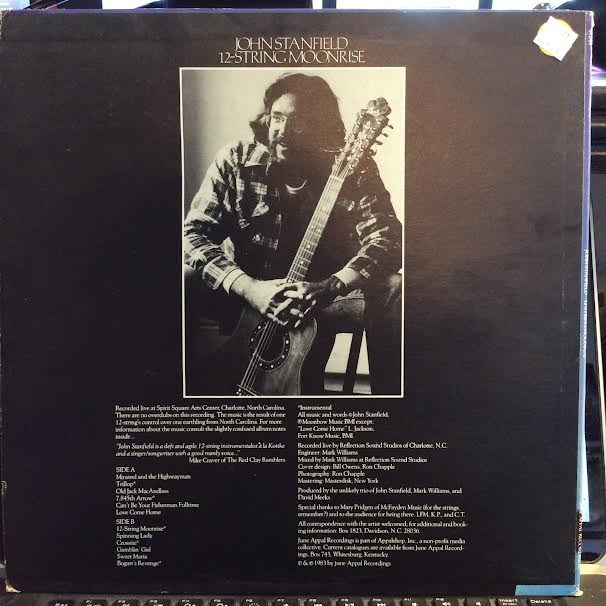 JOHN STANFIELD
12-STRING MOONRISE
Recorded live at Spirit Square Arts Center, Charlotte, North Carolina.
There are no overdubs on this recording. The music is the result of one
12-string's control over one earthling from North Carolina. For more
information about the music consult the slightly confused album notes
inside...
"John Stanfield is a deft and agile 12-string instrumentalist à la Kottke
and a singer/songwriter with a good manly voice..."
Mike Craver of The Red Clay Ramblers
SIDE A
Minstrel and the Highwayman
Trillop*
Old Jack MacAndlass
7,845th Arrow*
Can't Be Your Fisherman Fulltime
Love Come Home
SIDE B
12-String Moonrise*
Spinning Lady
Crosstie*
Gamblin' Girl
Sweet Maria
Bogan's Revenge*
*Instrumental
All music and words ©John Stanfield,
℗Moonbow Music BMI except:
"Love Come Home" L. Jackson,
Fort Know Music, BMI.
Recorded live by Reflection Sound Studios of Charlotte, N.C.
Engineer: Mark Williams
Mixed by Mark Williams at Reflection Sound Studios
Cover design: Bill Owens, Ron Chapple
Photography: Ron Chapple
Mastering: Masterdisk, New York
Produced by the unlikely trio of John Stanfield, Mark Williams, and
David Meeks
Special thanks to Mary Pridgen of McFayden Music (for the strings,
remember?) and to the audience for being there. I.F.M., K.P., and C.T.
All correspondence with the artist welcomed, for additional and book-
ing information: Box 1823, Davidson, N.C. 28036.
June Appal Recordings is part of Appalshop, Inc., a non-profit media
collective. Current catalogues are available from June Appal Record-
ings, Box 743, Whitesburg, Kentucky.
© & ℗ 1983 by June Appal Recordings
Insert
Delete